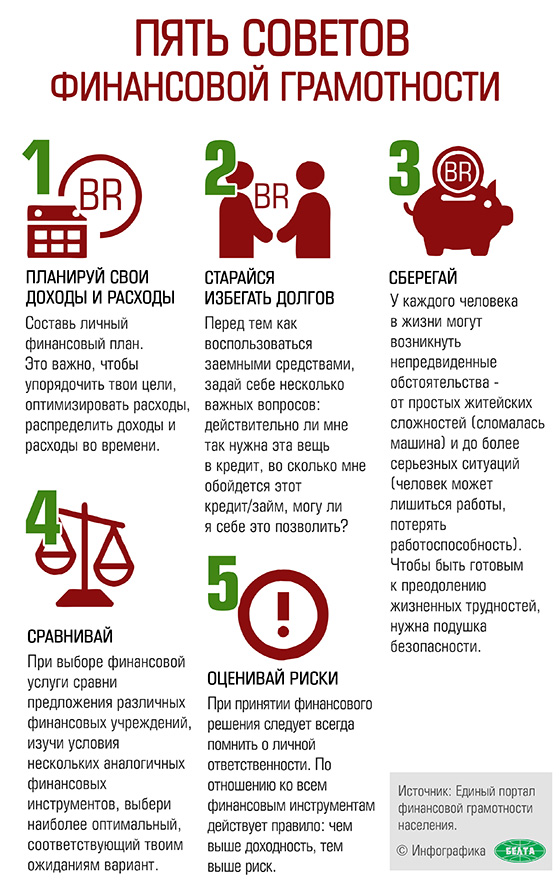 ПЯТЬ СОВЕТОВ
ФИНАНСОВОЙ ГРАМОТНОСТИ
1
BR
ПЛАНИРУЙ СВОИ
ДОХОДЫ И РАСХОДЫ
Составь личный
финансовый план.
Это важно, чтобы
упорядочить твои цели,
оптимизировать расходы,
распределить доходы и
расходы во времени.
2
BR
СТАРАЙСЯ
ИЗБЕГАТЬ ДОЛГОВ
Перед тем как
воспользоваться
заемными средствами,
задай себе несколько
важных вопросов:
действительно ли мне
так нужна эта вещь
в кредит, во сколько мне
обойдется этот
кредит/займ, могу ли
я себе это позволить?
3
BR
СБЕРЕГАЙ
У каждого человека
в жизни могут
возникнуть
непредвиденные
обстоятельства -
от простых житейских
сложностей (сломалась
машина) и до более
серьезных ситуаций
(человек может
лишиться работы,
потерять
работоспособность).
Чтобы быть готовым
к преодолению
жизненных трудностей,
нужна подушка
безопасности.
4
СРАВНИВАЙ
При выборе финансовой
услуги сравни
предложения различных
финансовых учреждений,
изучи условия
нескольких аналогичных
финансовых
инструментов, выбери
наиболее оптимальный,
соответствующий твоим
ожиданиям вариант.
5
!
ОЦЕНИВАЙ РИСКИ
При принятии финансового
решения следует всегда
помнить о личной
ответственности. По
отношению ко всем
финансовым инструментам
действует правило: чем
выше доходность, тем
выше риск.
Источник: Единый портал
финансовой грамотности
населения.
© Инфографика БЕЛТА